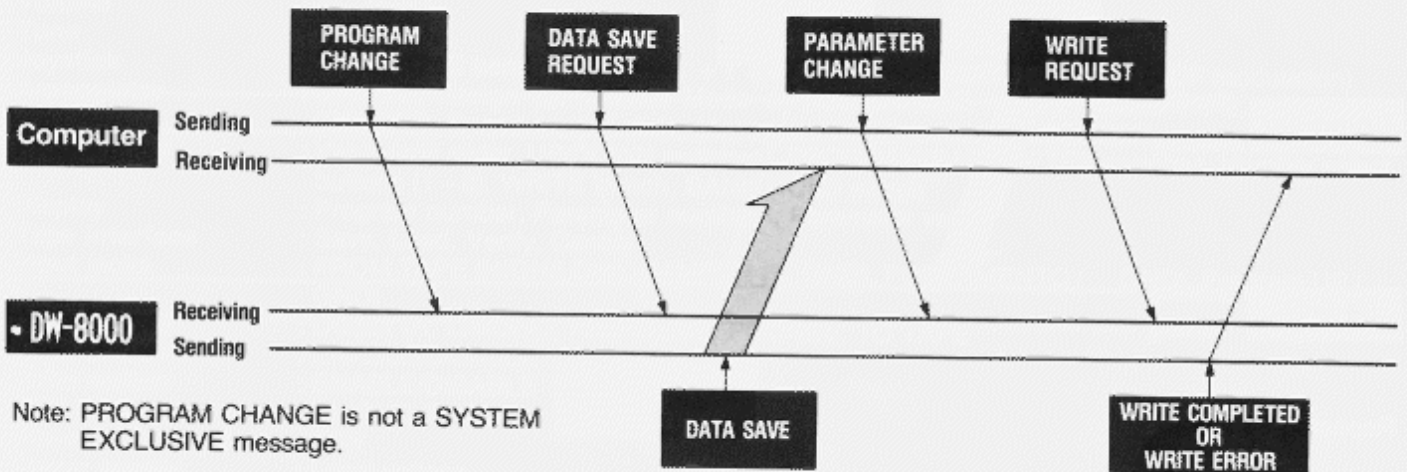 PROGRAM
CHANGE
DATA SAVE
REQUEST
PARAMETER
CHANGE
WRITE
REQUEST
Computer
Sending
Receiving
DW-8000
Receiving
Sending
DATA SAVE
WRITE COMPLETED
OR
WRITE ERROR
Note: PROGRAM CHANGE is not a SYSTEM
EXCLUSIVE message.